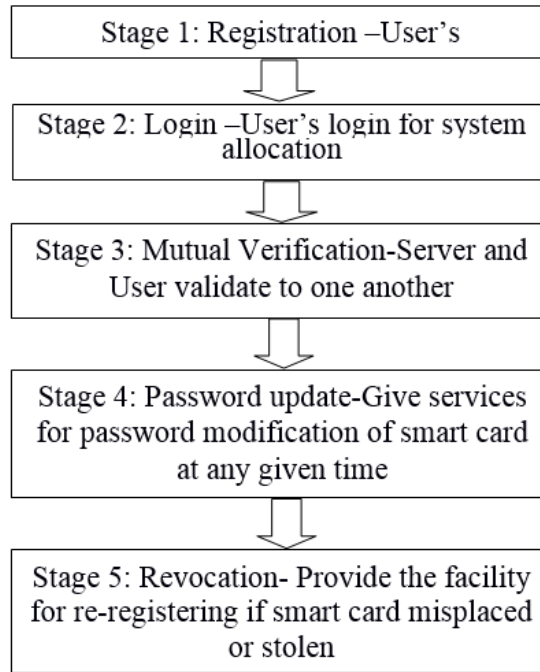 Stage 1: Registration –User's
Stage 2: Login –User's login for system
allocation
Stage 3: Mutual Verification-Server and
User validate to one another
Stage 4: Password update-Give services
for password modification of smart card
at any given time
Stage 5: Revocation- Provide the facility
for re-registering if smart card misplaced
or stolen